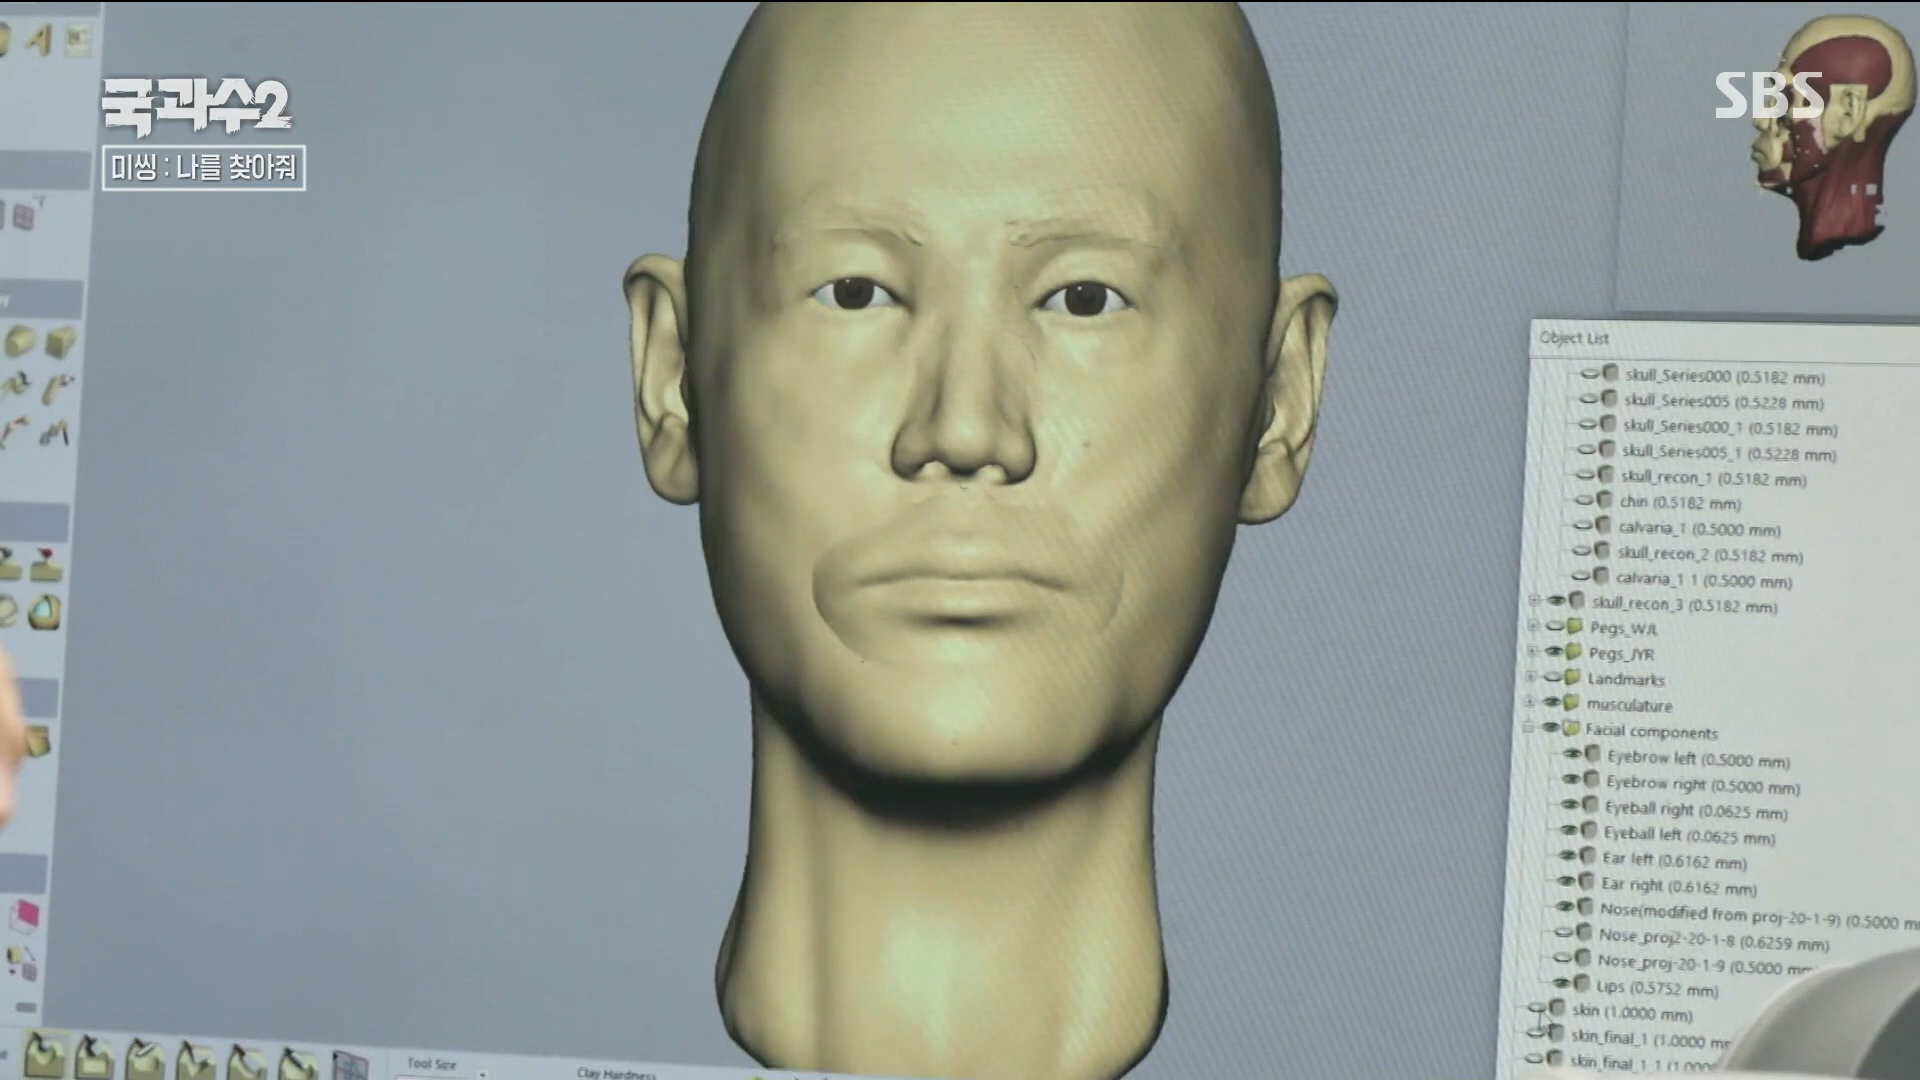 국과수2
미씽 : 나를 찾아줘
SBS
Object List
skull_Series000 (0.5182 mm)
skull_Series005 (0.5228 mm)
skull_Series000_1 (0.5182 mm)
skull_Series005_1 (0.5228 mm)
skull_recon_1 (0.5182 mm)
chin (0.5182 mm)
calvaria_1 (0.5000 mm)
skull_recon_2 (0.5182 mm)
calvaria_1 1 (0.5000 mm)
skull_recon_3 (0.5182 mm)
Pegs_WJL
Pegs_JYR
Landmarks
musculature
Facial components
Eyebrow left (0.5000 mm)
Eyebrow right (0.5000 mm)
Eyeball right (0.0625 mm)
Eyeball left (0.0625 mm)
Ear left (0.6162 mm)
Ear right (0.6162 mm)
Nose(modified from proj-20-1-9) (0.5000 m
Nose_proj2-20-1-8 (0.6259 mm)
Nose_proj-20-1-9 (0.5000 mm
Lips (0.5752 mm)
skin (1.0000 mm)
skin_final_1 (1.0000 m
skin_final_1 1 (1.000
Tool Size
Clay Hardness